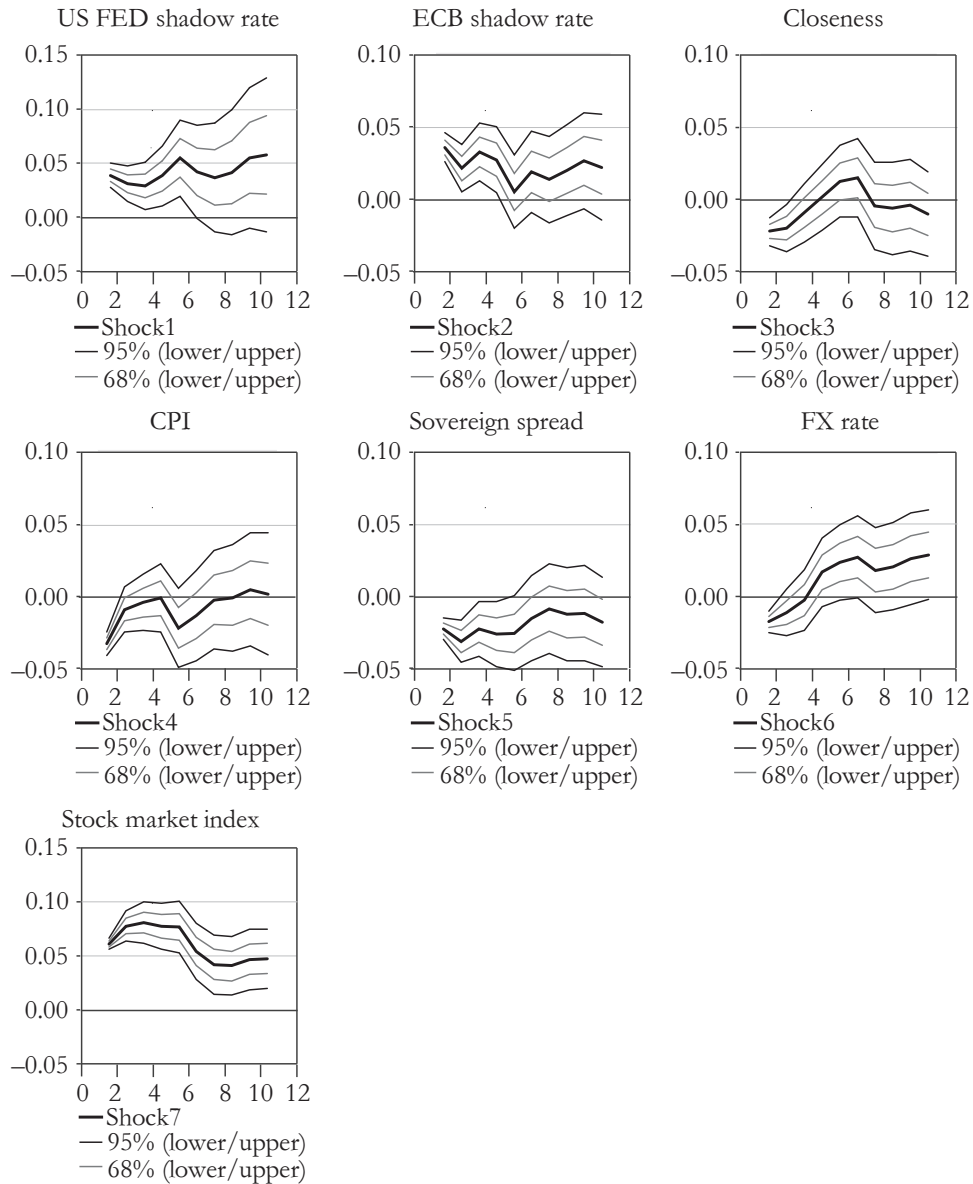 US FED shadow rate ECB shadow rate Closeness
0.15 0.10 0.10
0.10
0.05 0.05
0.05
0.00 0.00
0.00
–0.05 –0.05 –0.05
0 2 4 6 8 10 12 0 2 4 6 8 10 12 0 2 4 6 8 10 12
Shock1 Shock2 Shock3
95% (lower/upper) 95% (lower/upper) 95% (lower/upper)
68% (lower/upper) 68% (lower/upper) 68% (lower/upper)
CPI Sovereign spread FX rate
0.10 0.10 0.10
0.05 0.05 0.05
0.00 0.00 0.00
–0.05 –0.05 –0.05
0 2 4 6 8 10 12 0 2 4 6 8 10 12 0 2 4 6 8 10 12
Shock4 Shock5 Shock6
95% (lower/upper) 95% (lower/upper) 95% (lower/upper)
68% (lower/upper) 68% (lower/upper) 68% (lower/upper)
Stock market index
0.15
0.10
0.05
0.00
–0.05
0 2 4 6 8 10 12
Shock7
95% (lower/upper)
68% (lower/upper)